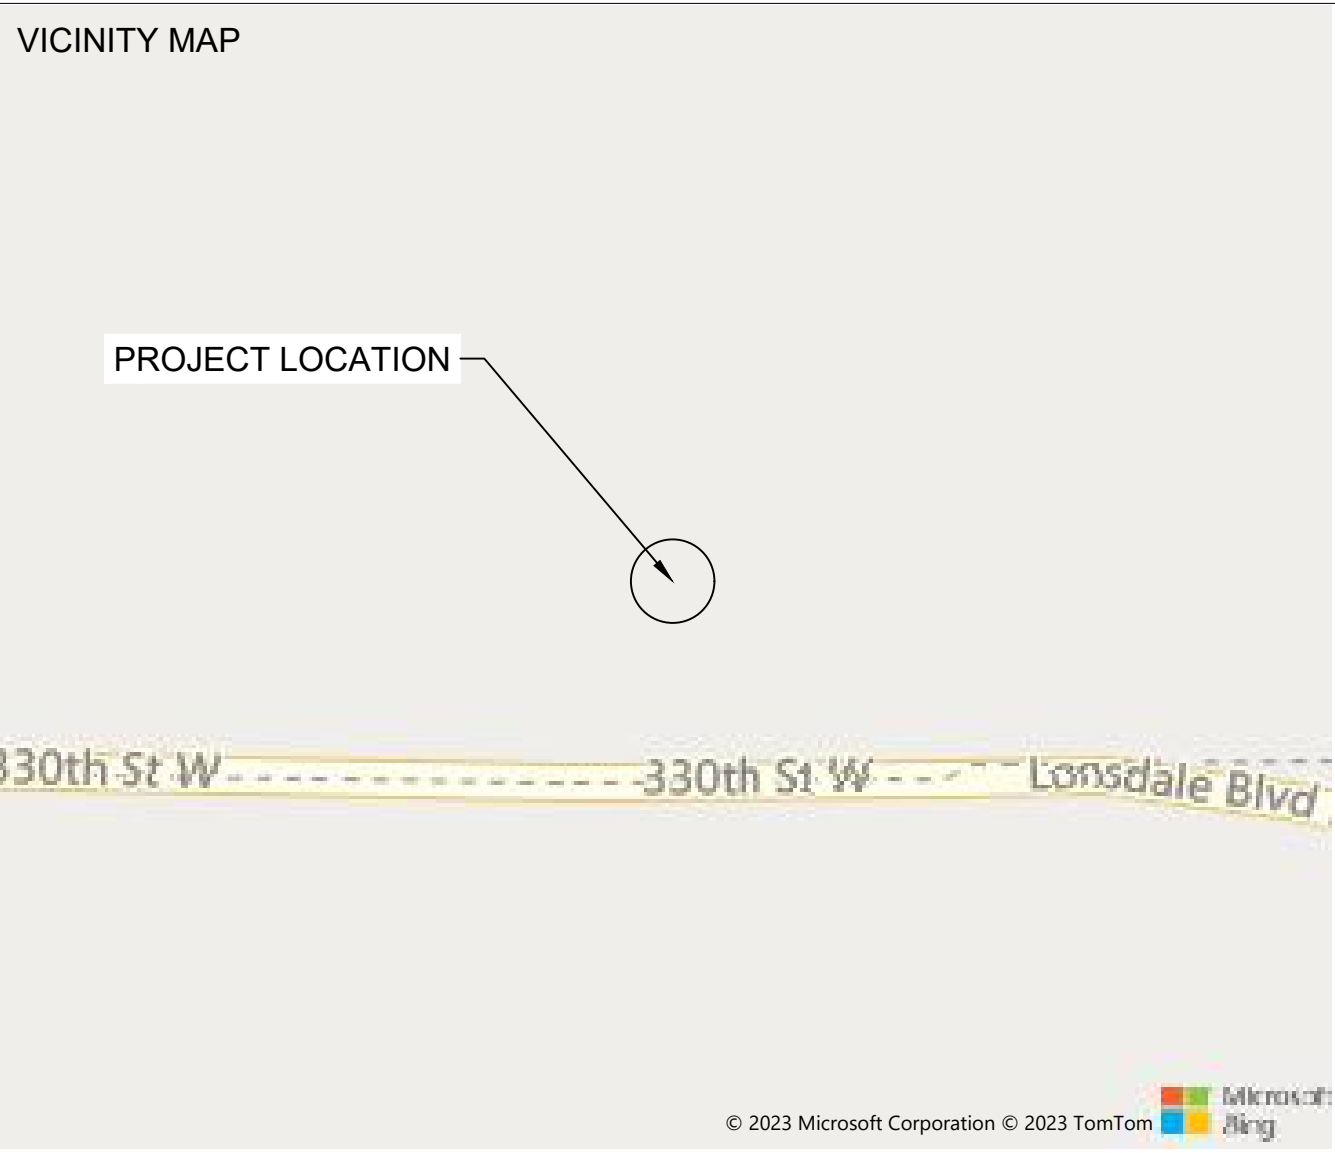 VICINITY MAP
PROJECT LOCATION
330th St W
330th St W
Lonsdale Blvd
© 2023 Microsoft Corporation © 2023 TomTom
Microsoft
Bing